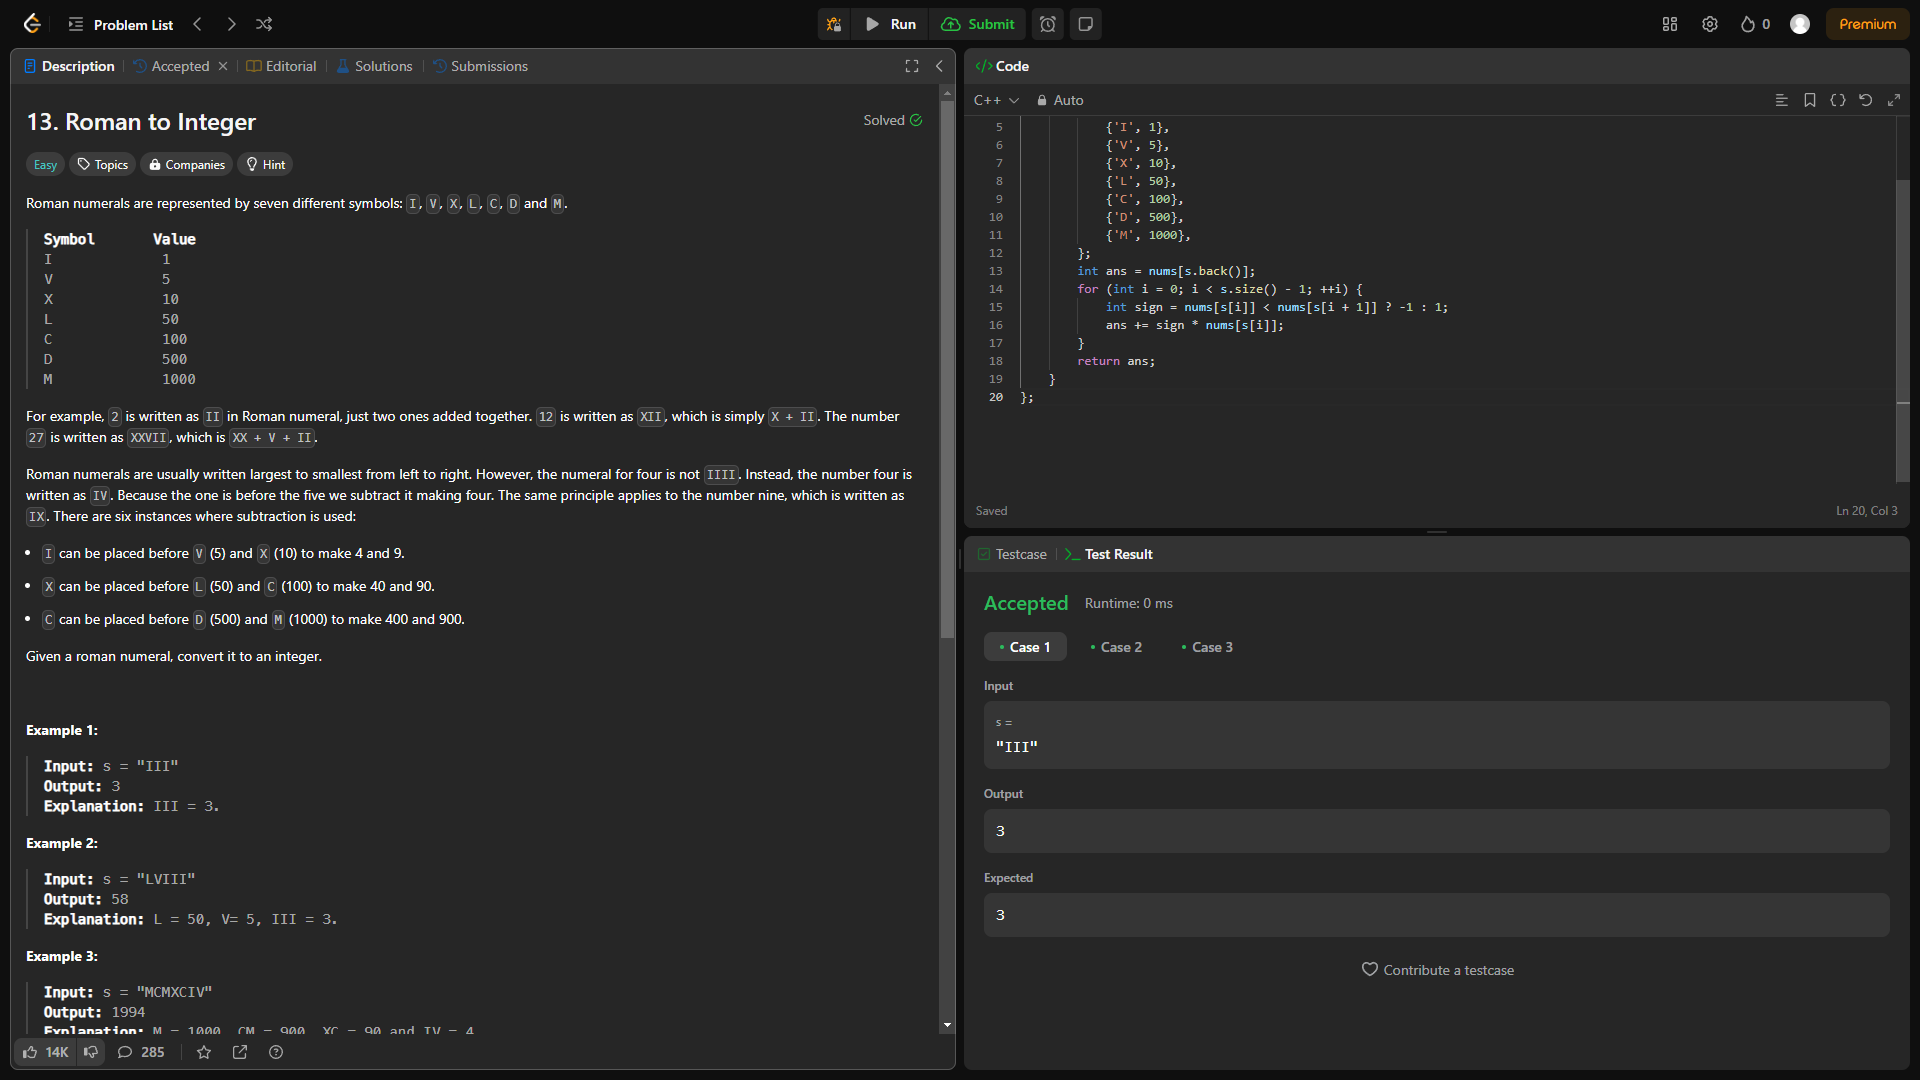 Problem List
Run
Submit
0
Premium
Description
Accepted
Editorial
Solutions
Submissions
13. Roman to Integer
Solved
Easy
Topics
Companies
Hint
Roman numerals are represented by seven different symbols: I, V, X, L, C, D and M.
Symbol Value
I 1
V 5
X 10
L 50
C 100
D 500
M 1000
For example, 2 is written as II in Roman numeral, just two ones added together. 12 is written as XII, which is simply X + II. The number
27 is written as XXVII, which is XX + V + II.
Roman numerals are usually written largest to smallest from left to right. However, the numeral for four is not IIII. Instead, the number four is
written as IV. Because the one is before the five we subtract it making four. The same principle applies to the number nine, which is written as
IX. There are six instances where subtraction is used:
• I can be placed before V (5) and X (10) to make 4 and 9.
• X can be placed before L (50) and C (100) to make 40 and 90.
• C can be placed before D (500) and M (1000) to make 400 and 900.
Given a roman numeral, convert it to an integer.
Example 1:
Input: s = "III"
Output: 3
Explanation: III = 3.
Example 2:
Input: s = "LVIII"
Output: 58
Explanation: L = 50, V= 5, III = 3.
Example 3:
Input: s = "MCMXCIV"
Output: 1994
Explanation: M = 1000, CM = 900, XC = 90 and IV = 4
14K
285
Code
C++
Auto
5 {'I', 1},
6 {'V', 5},
7 {'X', 10},
8 {'L', 50},
9 {'C', 100},
10 {'D', 500},
11 {'M', 1000},
12 };
13 int ans = nums[s.back()];
14 for (int i = 0; i < s.size() - 1; ++i) {
15 int sign = nums[s[i]] < nums[s[i + 1]] ? -1 : 1;
16 ans += sign * nums[s[i]];
17 }
18 return ans;
19 }
20 };
Saved
Ln 20, Col 3
Testcase
Test Result
Accepted
Runtime: 0 ms
• Case 1
• Case 2
• Case 3
Input
s =
"III"
Output
3
Expected
3
Contribute a testcase